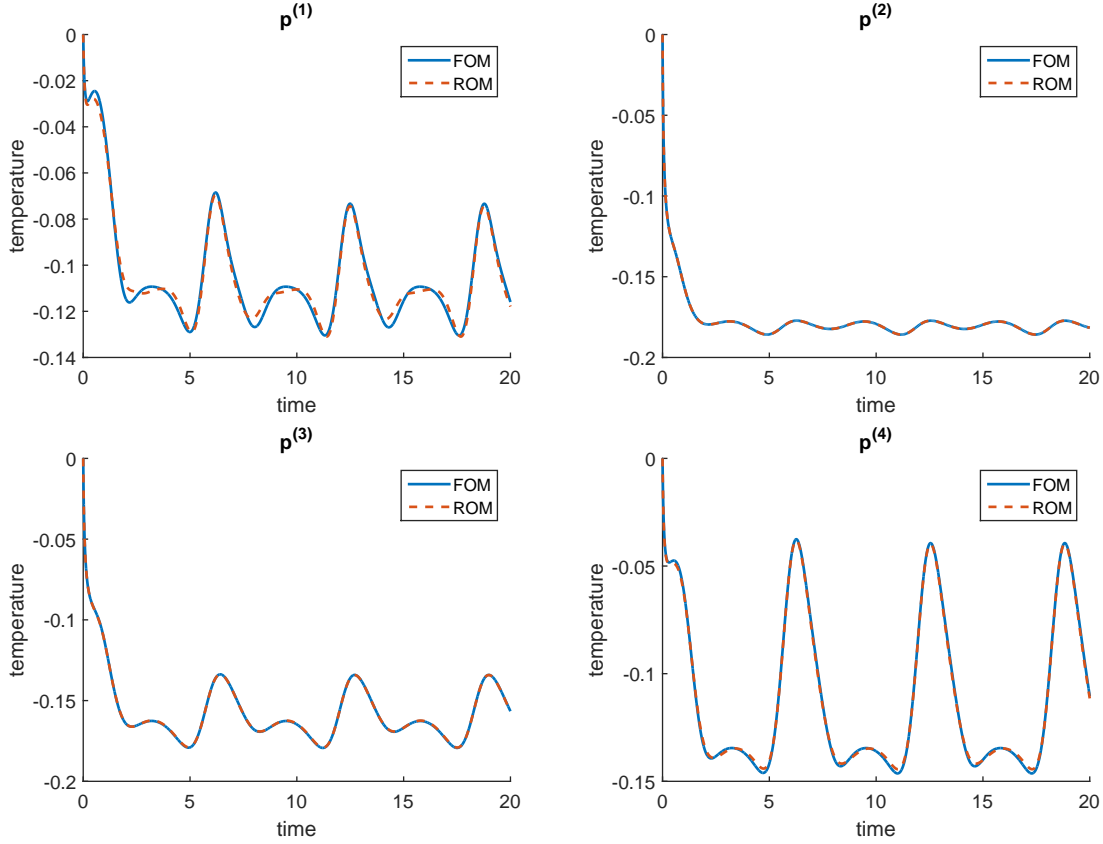 p(1)
0
-0.02
-0.04
-0.06
-0.08
-0.1
-0.12
-0.14
temperature
FOM
ROM
0 5 10 15 20
time
p(2)
0
-0.05
-0.1
-0.15
-0.2
temperature
FOM
ROM
0 5 10 15 20
time
p(3)
0
-0.05
-0.1
-0.15
-0.2
temperature
FOM
ROM
0 5 10 15 20
time
p(4)
0
-0.05
-0.1
-0.15
temperature
FOM
ROM
0 5 10 15 20
time